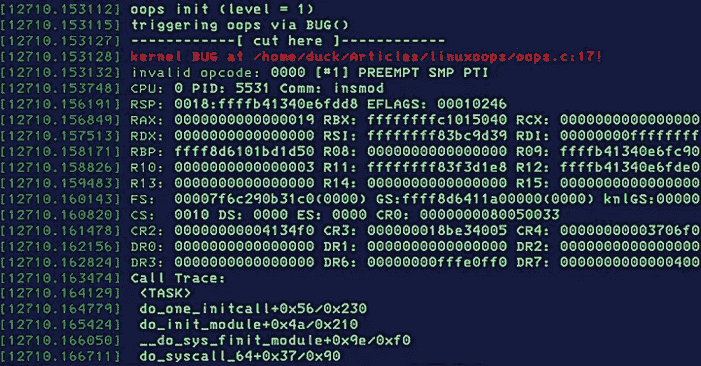 [12710.153112] oops init (level = 1)
[12710.153115] triggering oops via BUG()
[12710.153127] ------------[ cut here ]------------
[12710.153128] kernel BUG at /home/duck/Articles/linuxoops/oops.c:17!
[12710.153132] invalid opcode: 0000 [#1] PREEMPT SMP PTI
[12710.153748] CPU: 0 PID: 5531 Comm: insmod
[12710.156191] RSP: 0018:ffffb41340e6fdd8 EFLAGS: 00010246
[12710.156849] RAX: 0000000000000019 RBX: ffffffffc1015040 RCX: 0000000000000000
[12710.157513] RDX: 0000000000000000 RSI: ffffffff83bc9d39 RDI: 00000000ffffffff
[12710.158171] RBP: ffff8d6101bd1d50 R08: 0000000000000000 R09: ffffb41340e6fc90
[12710.158826] R10: 0000000000000003 R11: ffffffff83f3d1e8 R12: ffffb41340e6fde0
[12710.159483] R13: 0000000000000000 R14: 0000000000000000 R15: 0000000000000000
[12710.160143] FS:  00007f6c290b31c0(0000) GS:ffff8d6411a00000(0000) knlGS:00000
[12710.160820] CS:  0010 DS: 0000 ES: 0000 CR0: 0000000080050033
[12710.161478] CR2: 00000000004134f0 CR3: 000000018be34005 CR4: 00000000003706f0
[12710.162156] DR0: 0000000000000000 DR1: 0000000000000000 DR2: 0000000000000000
[12710.162824] DR3: 0000000000000000 DR6: 00000000fffe0ff0 DR7: 0000000000000400
[12710.163474] Call Trace:
[12710.164129]  <TASK>
[12710.164779]  do_one_initcall+0x56/0x230
[12710.165424]  do_init_module+0x4a/0x210
[12710.166050]  __do_sys_finit_module+0x9e/0xf0
[12710.166711]  do_syscall_64+0x37/0x90